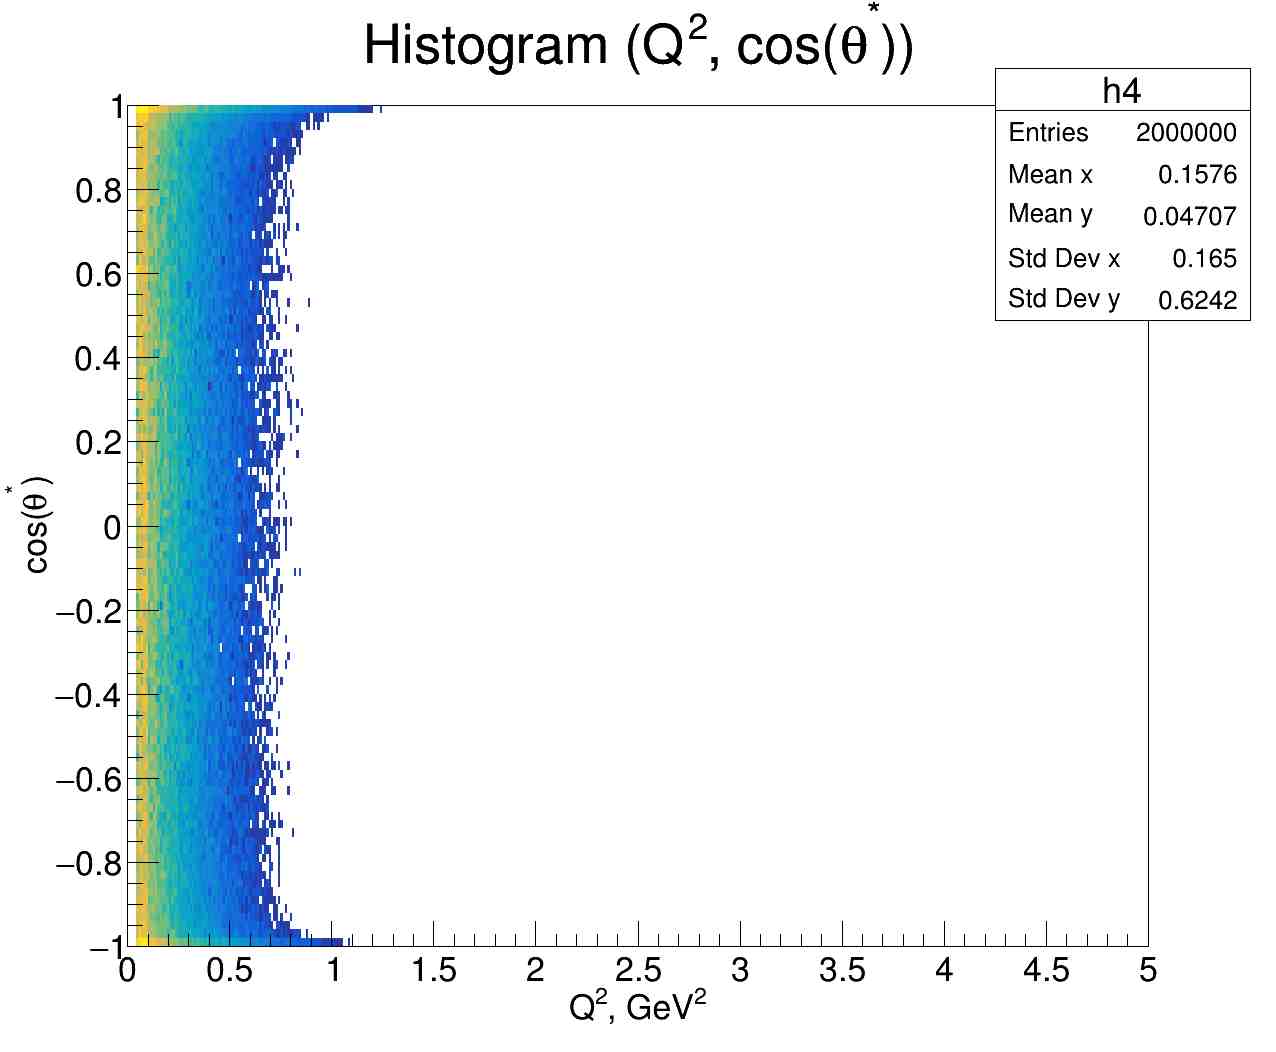 Histogram (Q², cos(θ*))
h4
Entries 2000000
Mean x 0.1576
Mean y 0.04707
Std Dev x 0.165
Std Dev y 0.6242
cos(θ*)
1
0.8
0.6
0.4
0.2
0
−0.2
−0.4
−0.6
−0.8
−1
0 0.5 1 1.5 2 2.5 3 3.5 4 4.5 5
Q², GeV²